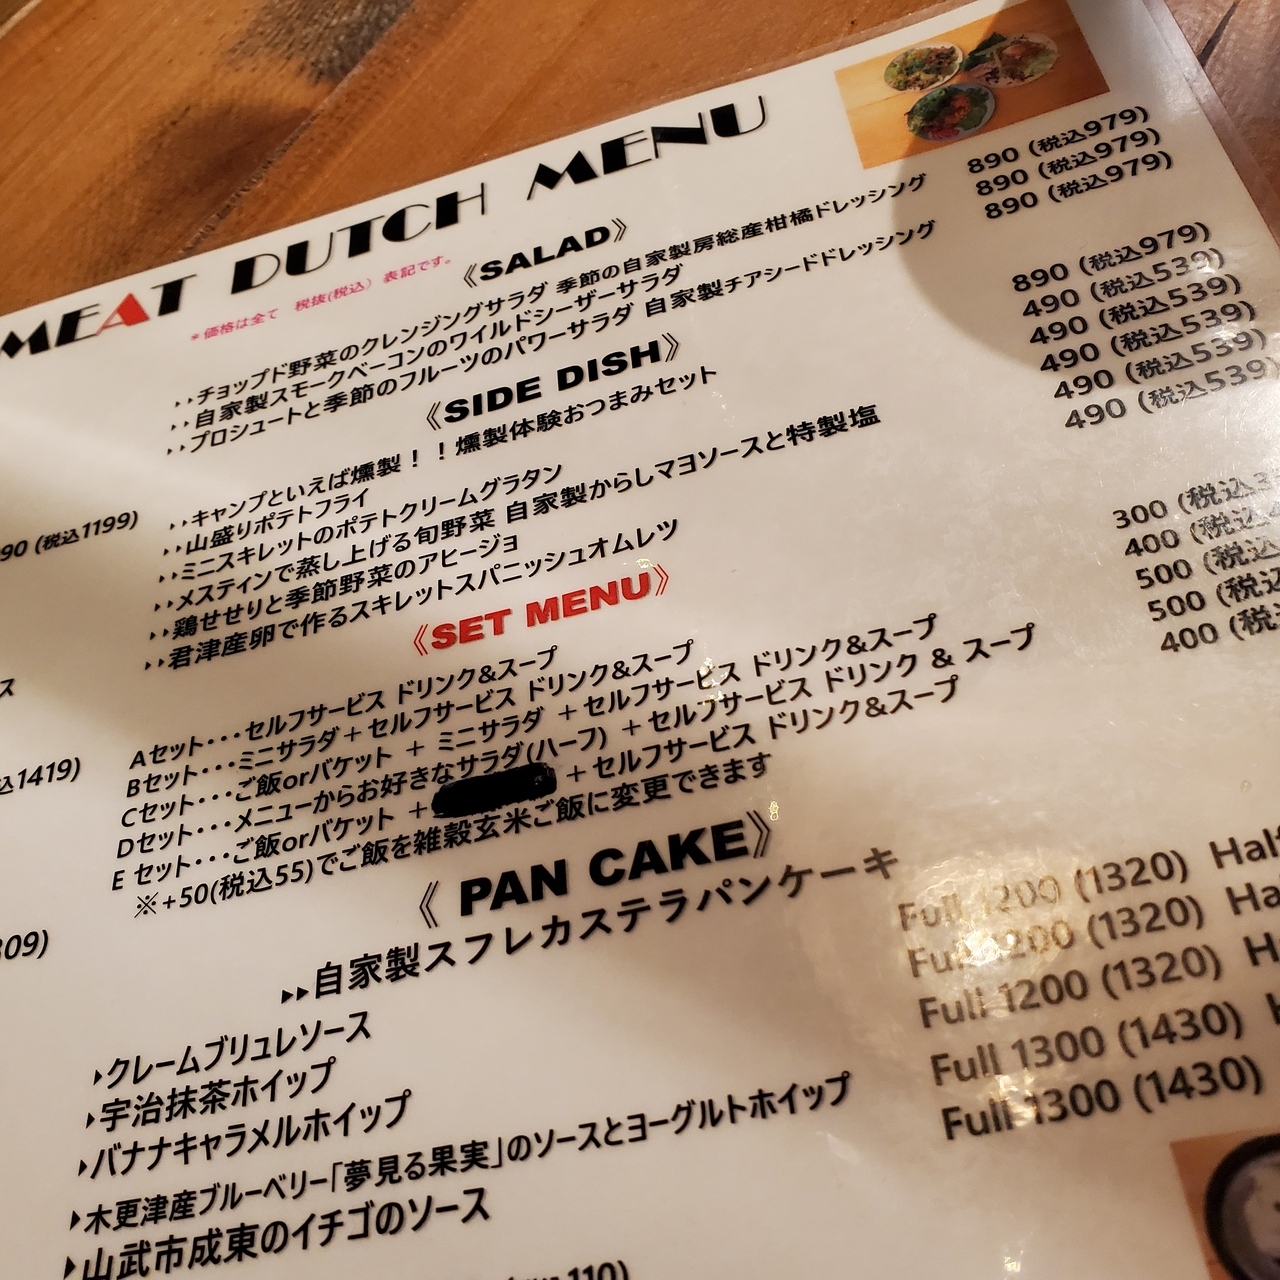 MEAT DUTCH MENU
*価格は全て 税抜(税込) 表記です。
《SALAD》
チョップド野菜のクレンジングサラダ 季節の自家製房総産柑橘ドレッシング 890 (税込979)
自家製スモークベーコンのワイルドシーザーサラダ 890 (税込979)
プロシュートと季節のフルーツのパワーサラダ 自家製チアシードドレッシング 890 (税込979)
《SIDE DISH》
キャンプといえば燻製！！燻製体験おつまみセット 890 (税込979)
山盛りポテトフライ 490 (税込539)
ミニスキレットのポテトクリームグラタン 490 (税込539)
メスティンで蒸し上げる旬野菜 自家製からしマヨソースと特製塩 490 (税込539)
鶏せせりと季節野菜のアヒージョ 490 (税込539)
君津産卵で作るスキレットスパニッシュオムレツ 490 (税込539)
《SET MENU》
Aセット・・・セルフサービス ドリンク&スープ 300 (税込
Bセット・・・ミニサラダ＋セルフサービス ドリンク&スープ 400 (税込
Cセット・・・ご飯orバケット ＋ ミニサラダ ＋セルフサービス ドリンク&スープ 500 (税込
Dセット・・・メニューからお好きなサラダ(ハーフ) ＋ セルフサービス ドリンク & スープ 500 (税込
E セット・・・ご飯orバケット ＋ ＋セルフサービス ドリンク&スープ 400 (税
※+50(税込55)でご飯を雑穀玄米ご飯に変更できます
《 PAN CAKE》
自家製スフレカステラパンケーキ
クレームブリュレソース Full 1200 (1320) Half
宇治抹茶ホイップ Full 1200 (1320) Ha
バナナキャラメルホイップ Full 1200 (1320) H
木更津産ブルーベリー「夢見る果実」のソースとヨーグルトホイップ Full 1300 (1430)
山武市成東のイチゴのソース Full 1300 (1430)
90 (税込1199)
ス
込1419)
309)
110)